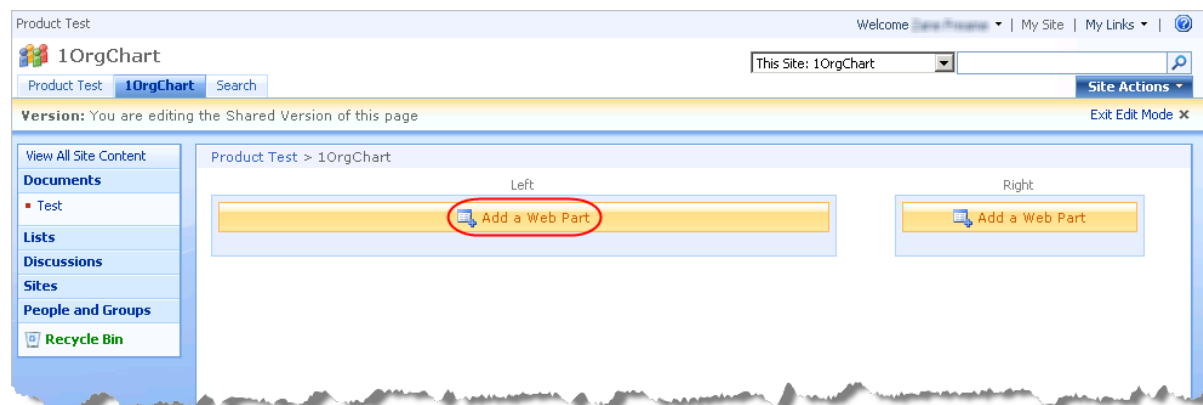 Product Test
Welcome
| My Site | My Links |
1OrgChart
This Site: 1OrgChart
Product Test 1OrgChart Search
Site Actions
Version: You are editing the Shared Version of this page
Exit Edit Mode
View All Site Content
Documents
Test
Lists
Discussions
Sites
People and Groups
Recycle Bin
Product Test > 1OrgChart
Left
Add a Web Part
Right
Add a Web Part